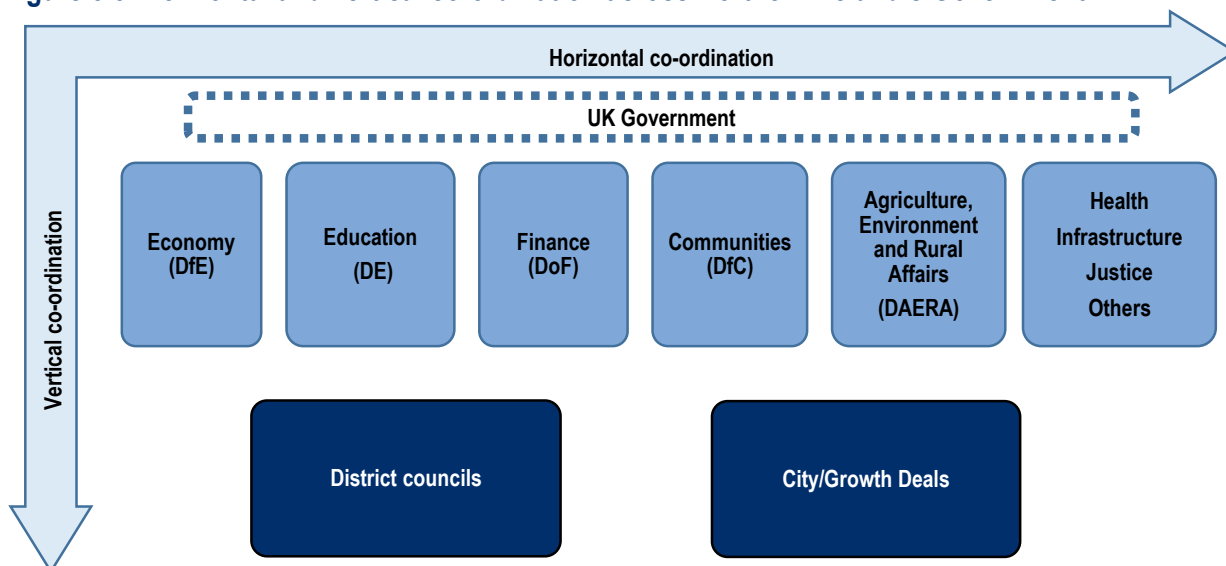 Horizontal co-ordination
UK Government
Vertical co-ordination
Economy
(DfE)
Education
(DE)
Finance
(DoF)
Communities
(DfC)
Agriculture,
Environment
and Rural
Affairs
(DAERA)
Health
Infrastructure
Justice
Others
District councils
City/Growth Deals